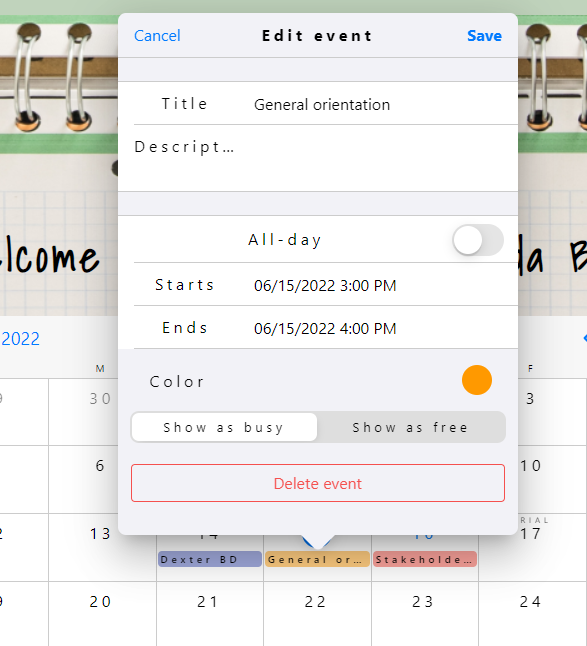 Cancel Edit event Save
Title General orientation
Descript...
All-day
elcome
da B
Starts 06/15/2022 3:00 PM
Ends 06/15/2022 4:00 PM
2022
M F
Color
30 3
Show as busy Show as free
6 10
Delete event
RIAL
13 14 16 17
Dexter BD General or... Stakeholde...
20 21 22 23 24